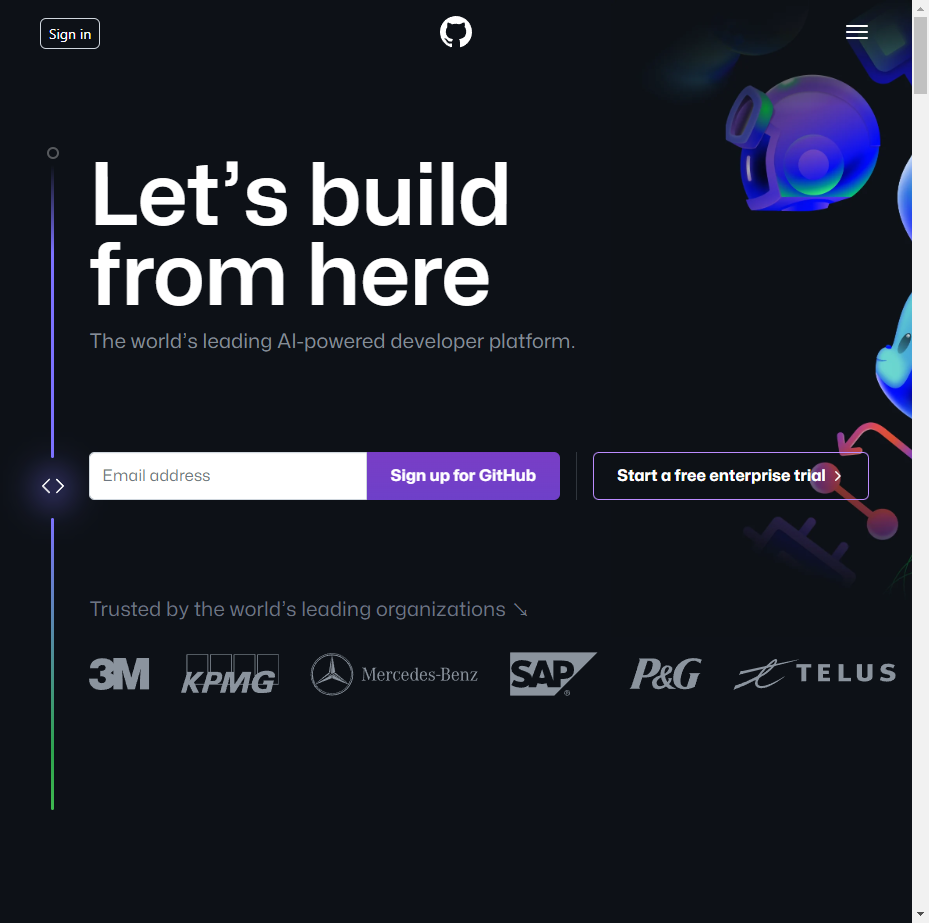 Sign in
Let’s build
from here
The world’s leading AI-powered developer platform.
Email address
Sign up for GitHub
Start a free enterprise trial
Trusted by the world’s leading organizations ↘
3M
KPMG
Mercedes-Benz
SAP®
P&G
TELUS